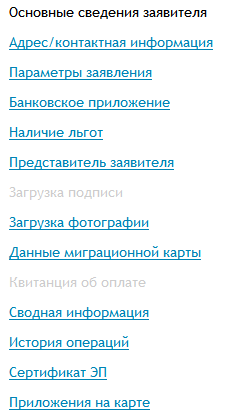 Основные сведения заявителя
Адрес/контактная информация
Параметры заявления
Банковское приложение
Наличие льгот
Представитель заявителя
Загрузка подписи
Загрузка фотографии
Данные миграционной карты
Квитанция об оплате
Сводная информация
История операций
Сертификат ЭП
Приложения на карте